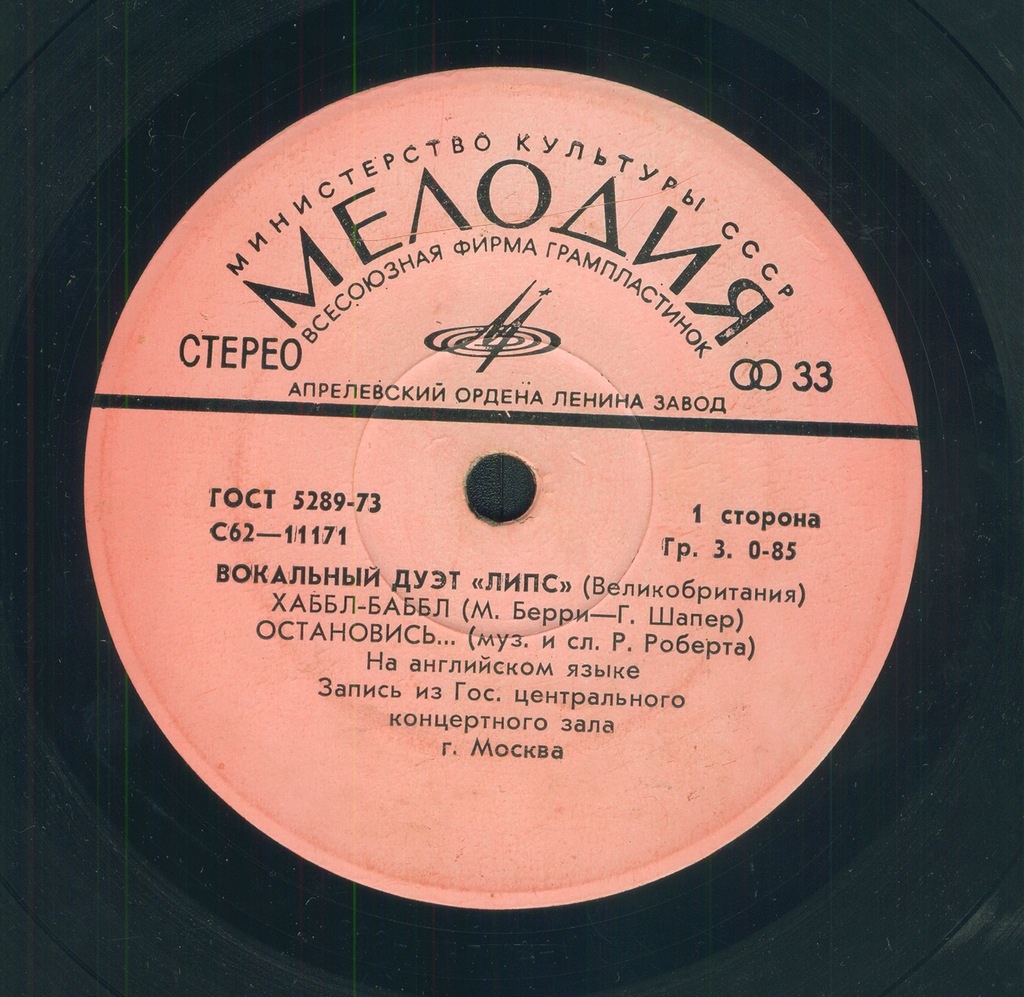 МИНИСТЕРСТВО КУЛЬТУРЫ СССР
МЕЛОДИЯ
ВСЕСОЮЗНАЯ ФИРМА ГРАМПЛАСТИНОК
СТЕРЕО
33
АПРЕЛЕВСКИЙ ОРДЕНА ЛЕНИНА ЗАВОД
ГОСТ 5289-73
1 сторона
С62—11171
Гр. 3. 0-85
ВОКАЛЬНЫЙ ДУЭТ «ЛИПС» (Великобритания)
ХАББЛ-БАББЛ (М. Берри—Г. Шапер)
ОСТАНОВИСЬ... (муз. и сл. Р. Роберта)
На английском языке
Запись из Гос. центрального
концертного зала
г. Москва